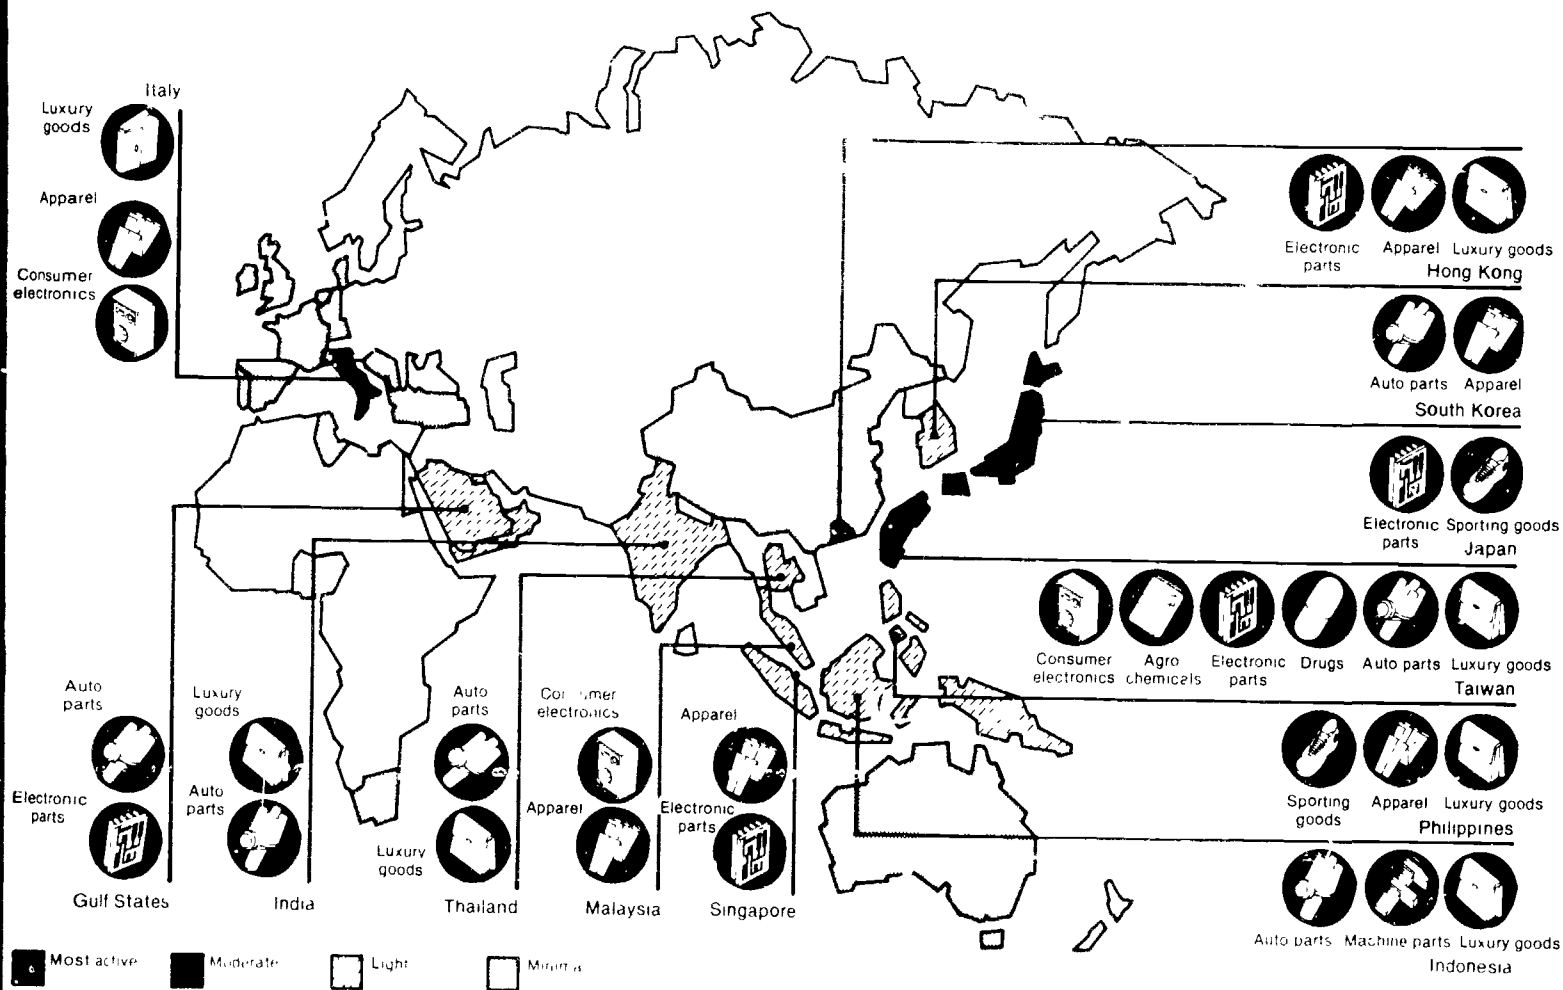 Italy
Luxury
goods
Apparel
Consumer
electronics
Electronic
parts
Apparel
Luxury goods
Hong Kong
Auto parts
Apparel
South Korea
Electronic
parts
Sporting goods
Japan
Consumer
electronics
Agro
chemicals
Electronic
parts
Drugs
Auto parts
Luxury goods
Taiwan
Sporting
goods
Apparel
Luxury goods
Philippines
Auto parts
Machine parts
Luxury goods
Indonesia
Auto
parts
Electronic
parts
Gulf States
Luxury
goods
Auto
parts
India
Auto
parts
Luxury
goods
Thailand
electronics
Apparel
Malaysia
Apparel
Electronic
parts
Singapore
Most active
Moderate
Light